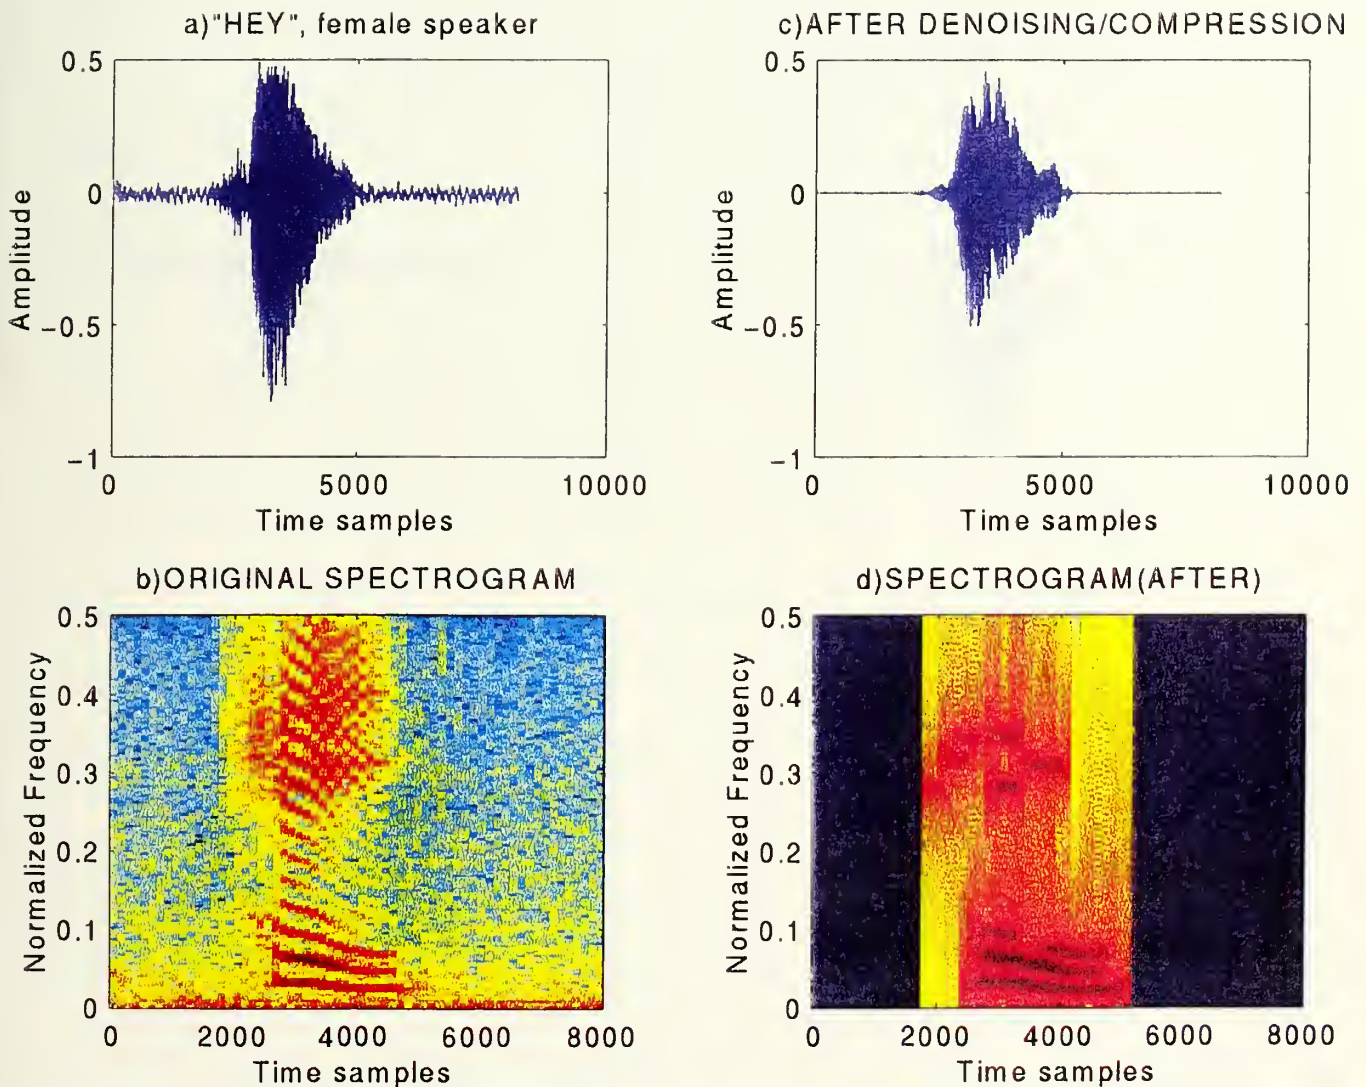 a)"HEY", female speaker
0.5
0
−0.5
−1
Amplitude
0 5000 10000
Time samples
c)AFTER DENOISING/COMPRESSION
0.5
0
−0.5
−1
Amplitude
0 5000 10000
Time samples
b)ORIGINAL SPECTROGRAM
0.5
0.4
0.3
0.2
0.1
0
Normalized Frequency
0 2000 4000 6000 8000
Time samples
d)SPECTROGRAM(AFTER)
0.5
0.4
0.3
0.2
0.1
0
Normalized Frequency
0 2000 4000 6000 8000
Time samples